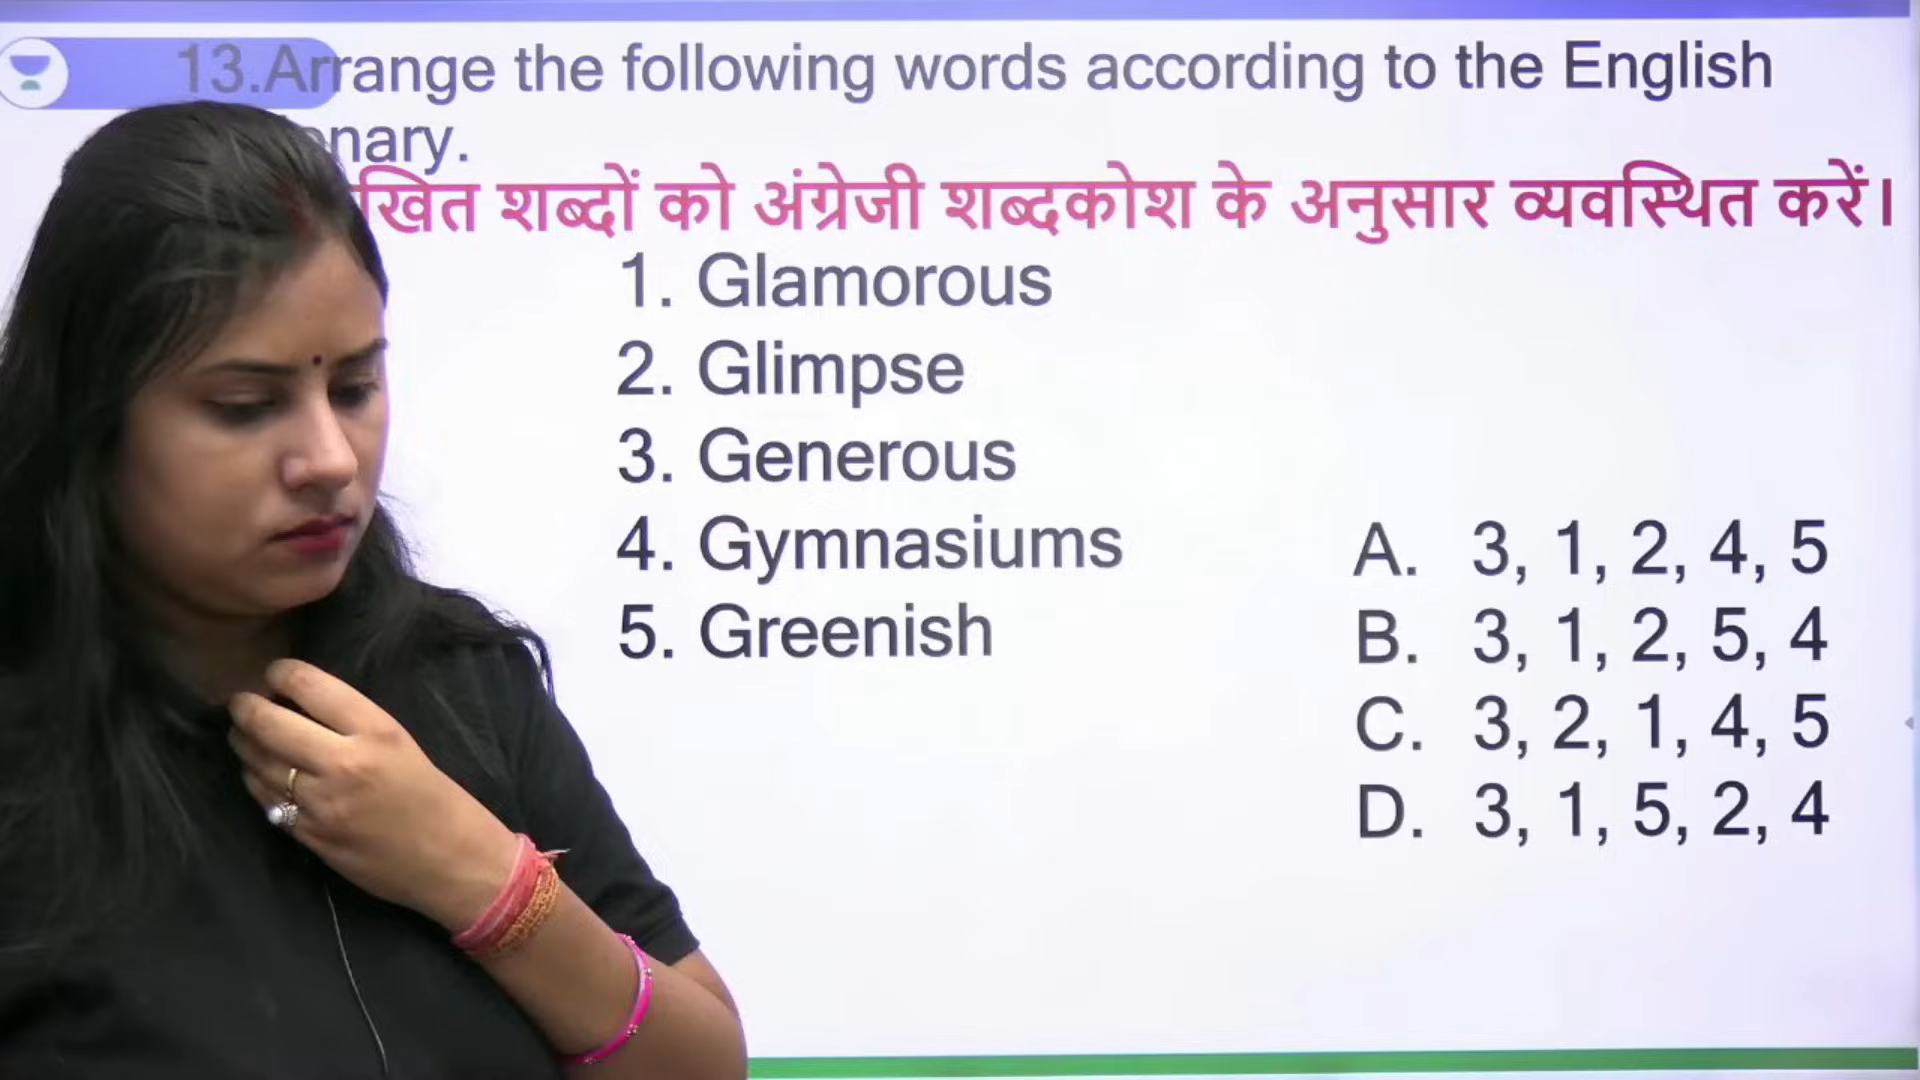 13.Arrange the following words according to the English
शब्दों को अंग्रेजी शब्दकोश के अनुसार व्यवस्थित करें।
1. Glamorous
2. Glimpse
3. Generous
4. Gymnasiums
5. Greenish
A. 3, 1, 2, 4, 5
B. 3, 1, 2, 5, 4
C. 3, 2, 1, 4, 5
D. 3, 1, 5, 2, 4